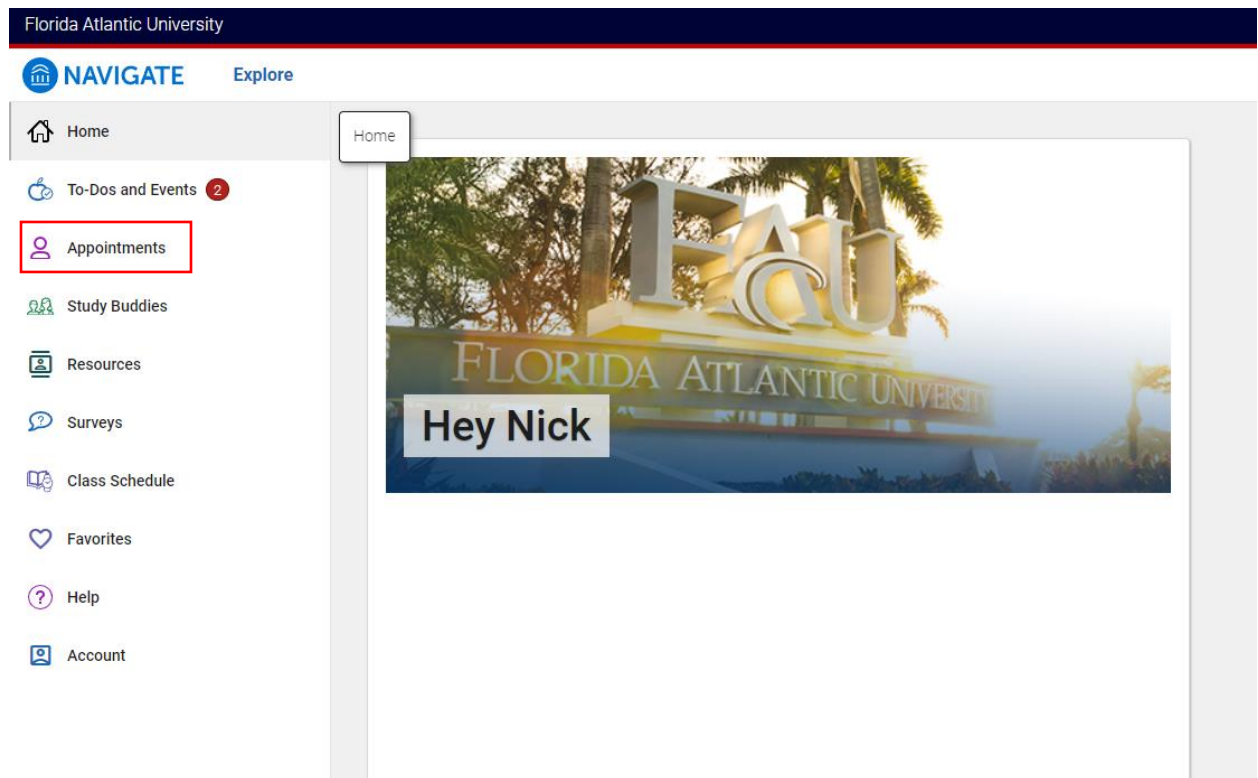 Florida Atlantic University
NAVIGATE Explore
Home
To-Dos and Events 2
Appointments
Study Buddies
Resources
Surveys
Class Schedule
Favorites
? Help
Account
Home
FAU
FLORIDA ATLANTIC UNIVERSITY
Hey Nick